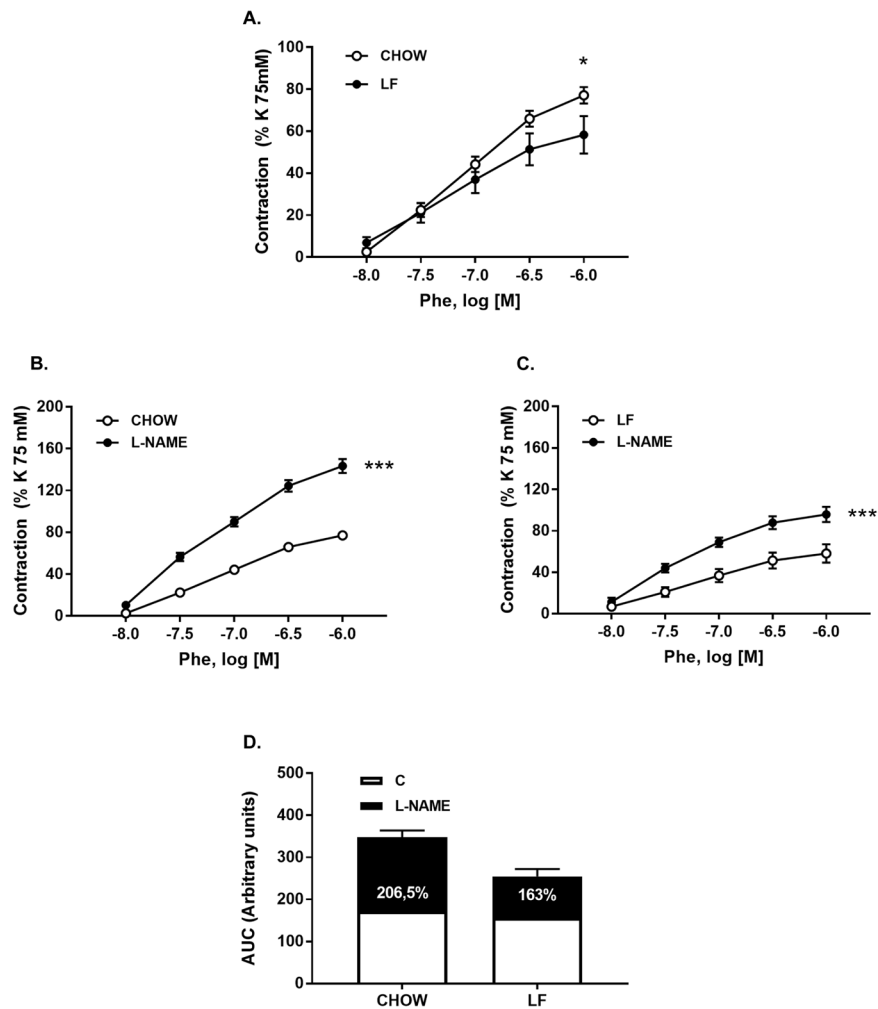 A.
CHOW
LF
*
Contraction (% K 75mM)
100
80
60
40
20
0
-8.0 -7.5 -7.0 -6.5 -6.0
Phe, log [M]
B.
CHOW
L-NAME
***
Contraction (% K 75 mM)
200
160
120
80
40
0
-8.0 -7.5 -7.0 -6.5 -6.0
Phe, log [M]
C.
LF
L-NAME
***
Contraction (% K 75 mM)
200
160
120
80
40
0
-8.0 -7.5 -7.0 -6.5 -6.0
Phe, log [M]
D.
C
L-NAME
AUC (Arbitrary units)
500
400
300
200
100
0
206,5% 163%
CHOW LF